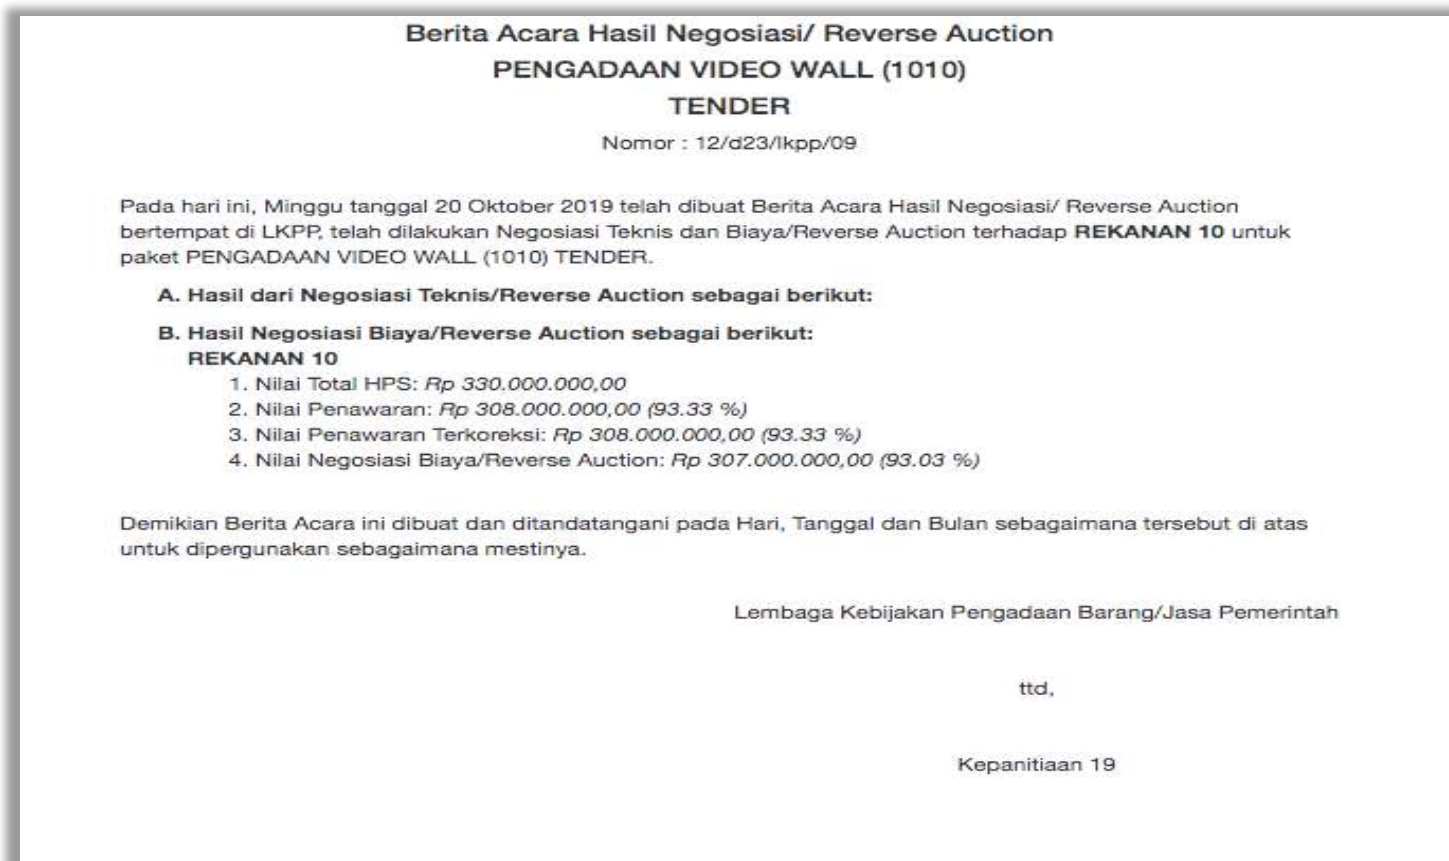 Berita Acara Hasil Negosiasi/ Reverse Auction
PENGADAAN VIDEO WALL (1010)
TENDER
Nomor : 12/d23/lkpp/09
Pada hari ini, Minggu tanggal 20 Oktober 2019 telah dibuat Berita Acara Hasil Negosiasi/ Reverse Auction
bertempat di LKPP, telah dilakukan Negosiasi Teknis dan Biaya/Reverse Auction terhadap REKANAN 10 untuk
paket PENGADAAN VIDEO WALL (1010) TENDER.
A. Hasil dari Negosiasi Teknis/Reverse Auction sebagai berikut:
B. Hasil Negosiasi Biaya/Reverse Auction sebagai berikut:
REKANAN 10
1. Nilai Total HPS: Rp 330.000.000,00
2. Nilai Penawaran: Rp 308.000.000,00 (93.33 %)
3. Nilai Penawaran Terkoreksi: Rp 308.000.000,00 (93.33 %)
4. Nilai Negosiasi Biaya/Reverse Auction: Rp 307.000.000,00 (93.03 %)
Demikian Berita Acara ini dibuat dan ditandatangani pada Hari, Tanggal dan Bulan sebagaimana tersebut di atas
untuk dipergunakan sebagaimana mestinya.
Lembaga Kebijakan Pengadaan Barang/Jasa Pemerintah
ttd,
Kepanitiaan 19